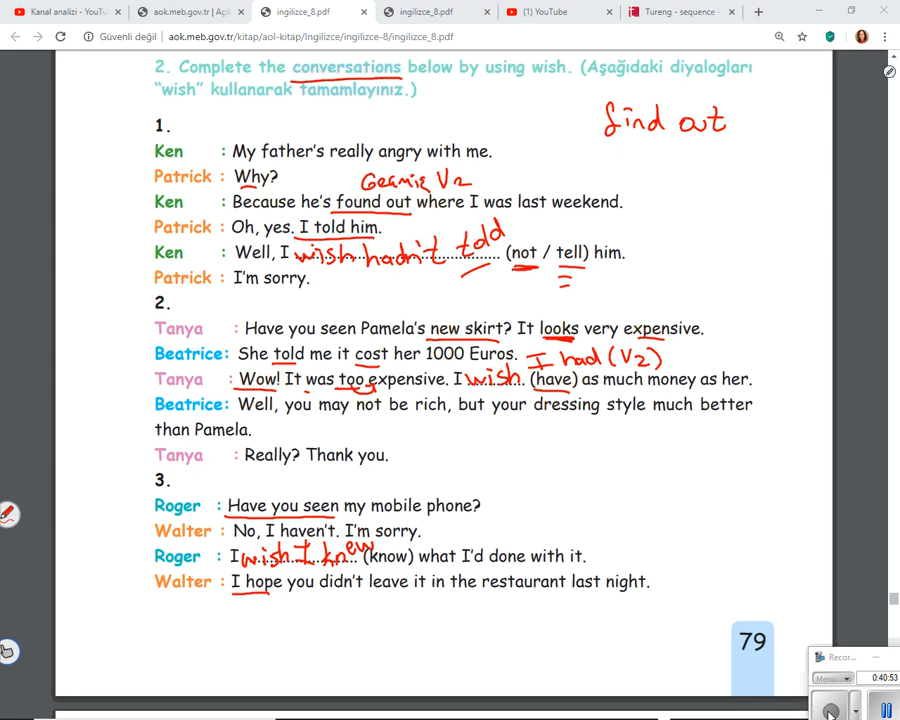 Kanal analizi - YouTu
aok.meb.gov.tr | Açık
ingilizce_8.pdf
ingilizce_8.pdf
(1) YouTube
Tureng - sequence -
Güvenli değil | aok.meb.gov.tr/kitap/aol-kitap/Ingilizce/ingilizce-8/ingilizce_8.pdf
2. Complete the conversations below by using wish. (Aşağıdaki diyalogları
“wish” kullanarak tamamlayınız.)
find out
1.
Ken : My father’s really angry with me.
Patrick : Why?
Geçmiş V2
Ken : Because he’s found out where I was last weekend.
Patrick : Oh, yes. I told him.
Ken : Well, I wish hadn't told (not / tell) him.
Patrick : I’m sorry.
2.
Tanya : Have you seen Pamela’s new skirt? It looks very expensive.
Beatrice: She told me it cost her 1000 Euros. I had (V2)
Tanya : Wow! It was too expensive. I wish (have) as much money as her.
Beatrice: Well, you may not be rich, but your dressing style much better
than Pamela.
Tanya : Really? Thank you.
3.
Roger : Have you seen my mobile phone?
Walter : No, I haven’t. I’m sorry.
Roger : I wish I knew (know) what I’d done with it.
Walter : I hope you didn’t leave it in the restaurant last night.
79
Recor...
Menu
0:40:53